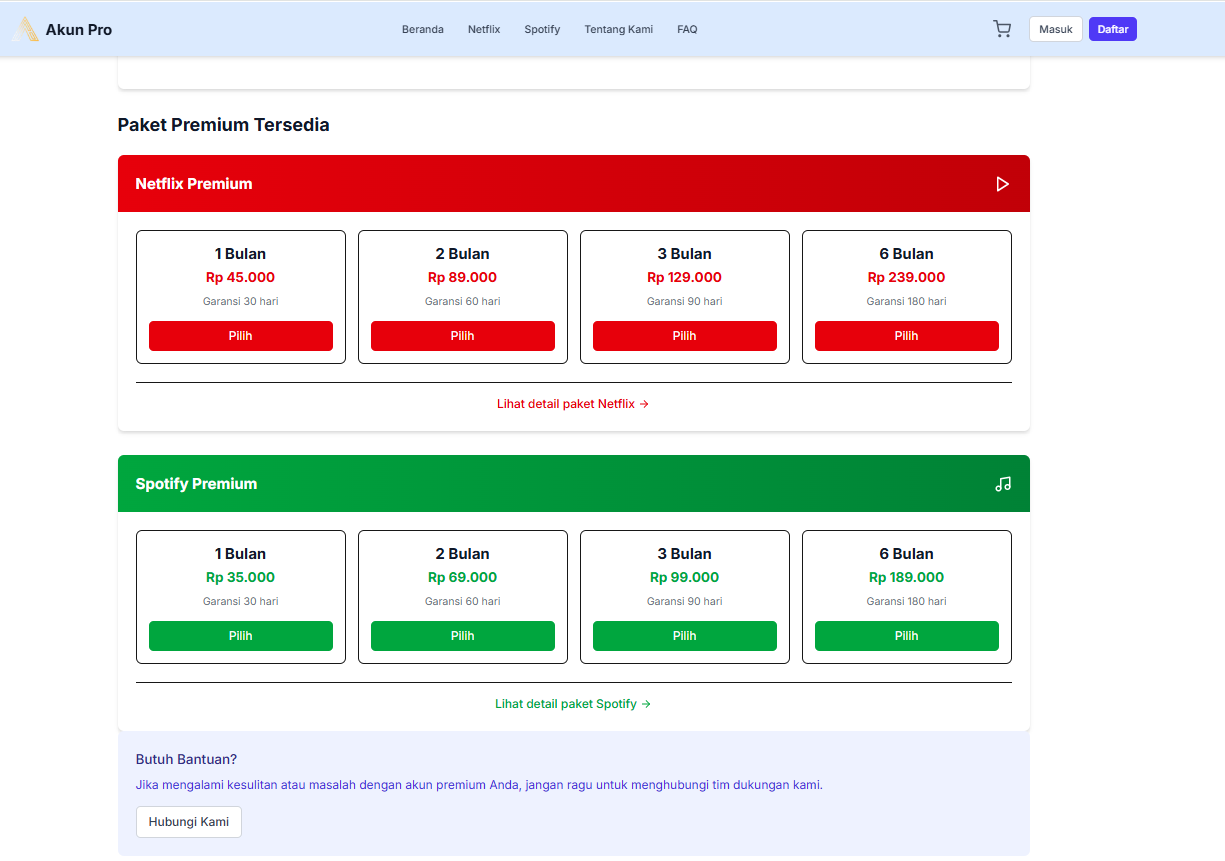 Akun Pro
Beranda Netflix Spotify Tentang Kami FAQ
Masuk Daftar
Paket Premium Tersedia
Netflix Premium
1 Bulan
Rp 45.000
Garansi 30 hari
Pilih
2 Bulan
Rp 89.000
Garansi 60 hari
Pilih
3 Bulan
Rp 129.000
Garansi 90 hari
Pilih
6 Bulan
Rp 239.000
Garansi 180 hari
Pilih
Lihat detail paket Netflix →
Spotify Premium
1 Bulan
Rp 35.000
Garansi 30 hari
Pilih
2 Bulan
Rp 69.000
Garansi 60 hari
Pilih
3 Bulan
Rp 99.000
Garansi 90 hari
Pilih
6 Bulan
Rp 189.000
Garansi 180 hari
Pilih
Lihat detail paket Spotify →
Butuh Bantuan?
Jika mengalami kesulitan atau masalah dengan akun premium Anda, jangan ragu untuk menghubungi tim dukungan kami.
Hubungi Kami